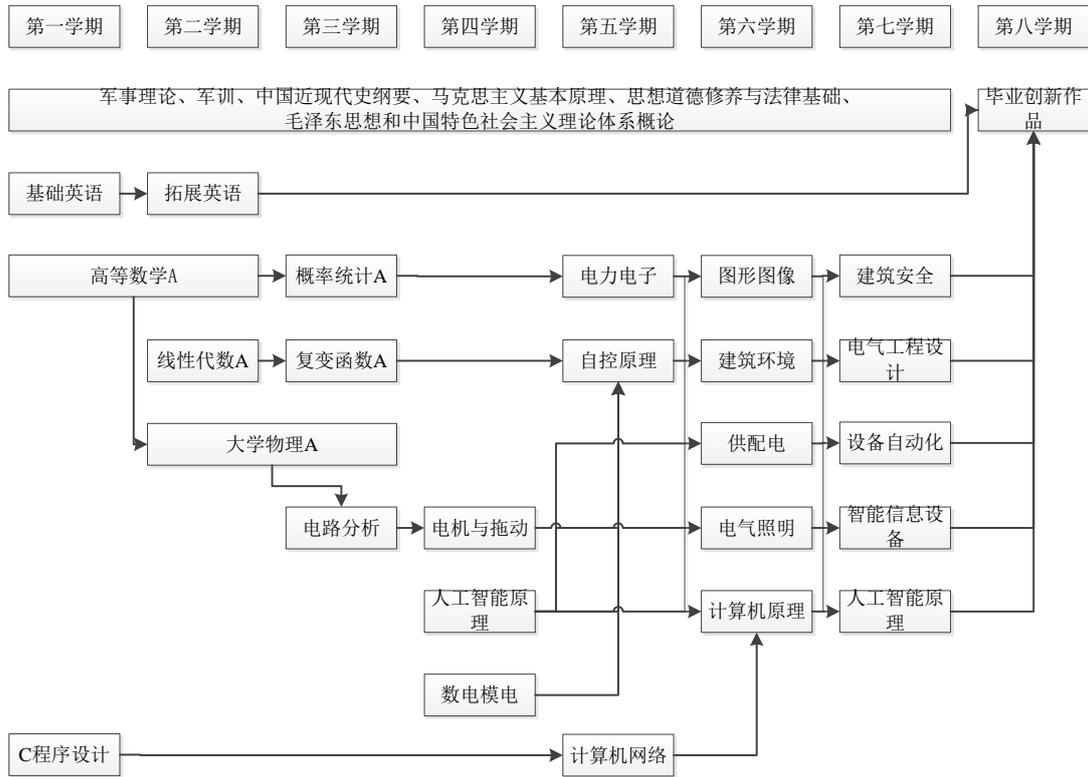 第一学期
第二学期
第三学期
第四学期
第五学期
第六学期
第七学期
第八学期
军事理论、军训、中国近现代史纲要、马克思主义基本原理、思想道德修养与法律基础、
毛泽东思想和中国特色社会主义理论体系概论
毕业创新作
品
基础英语
拓展英语
高等数学A
概率统计A
电力电子
图形图像
建筑安全
线性代数A
复变函数A
自控原理
建筑环境
电气工程设
计
大学物理A
供配电
设备自动化
电路分析
电机与拖动
电气照明
智能信息设
备
人工智能原
理
计算机原理
人工智能原
理
数电模电
C程序设计
计算机网络